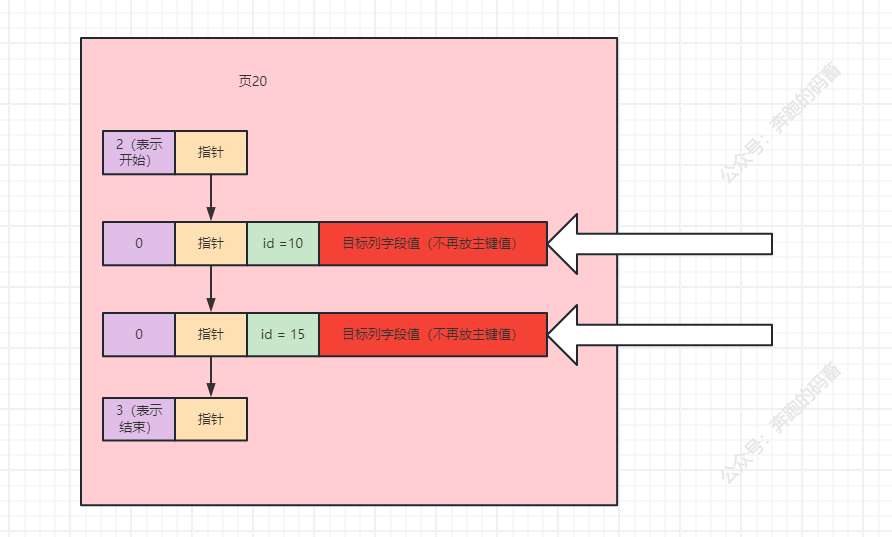 页20
2（表示
开始）
指针
0
指针
id =10
目标列字段值（不再放主键值）
0
指针
id = 15
目标列字段值（不再放主键值）
3（表示
结束）
指针
公众号：奔跑的码畜
公众号：奔跑的码畜